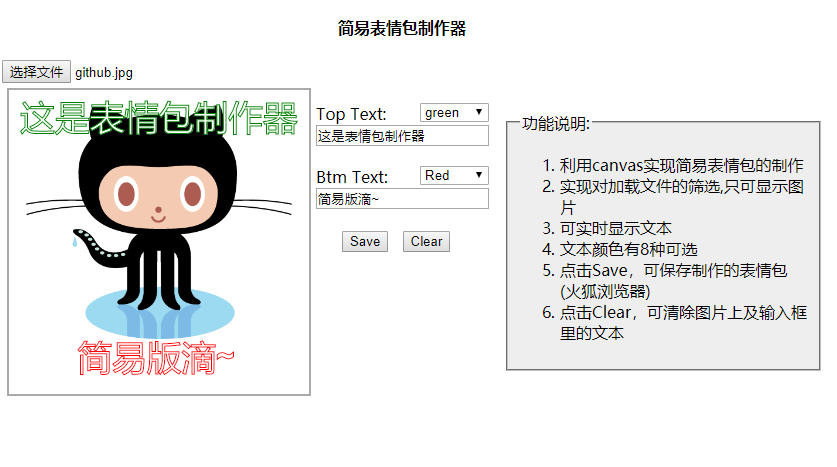 简易表情包制作器
选择文件 github.jpg
这是表情包制作器
简易版滴~
Top Text: green
这是表情包制作器
Btm Text: Red
简易版滴~
Save Clear
功能说明:
1. 利用canvas实现简易表情包的制作
2. 实现对加载文件的筛选,只可显示图
片
3. 可实时显示文本
4. 文本颜色有8种可选
5. 点击Save，可保存制作的表情包
(火狐浏览器)
6. 点击Clear，可清除图片上及输入框
里的文本